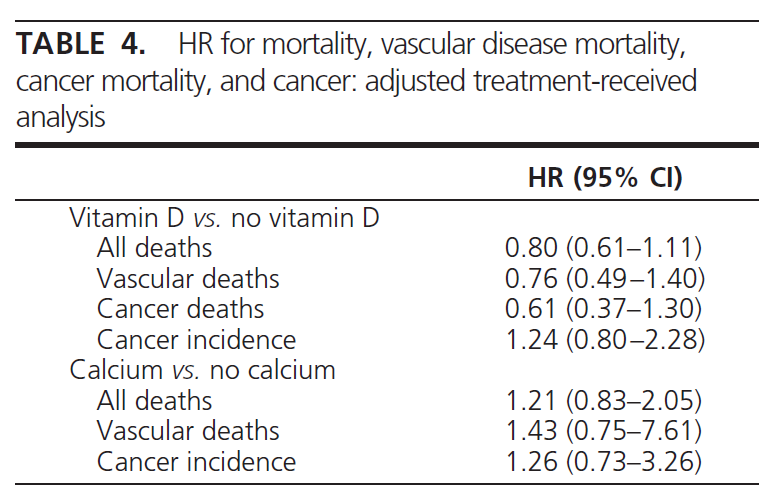 TABLE 4. HR for mortality, vascular disease mortality,
cancer mortality, and cancer: adjusted treatment-received
analysis
HR (95% CI)
Vitamin D vs. no vitamin D
All deaths 0.80 (0.61–1.11)
Vascular deaths 0.76 (0.49–1.40)
Cancer deaths 0.61 (0.37–1.30)
Cancer incidence 1.24 (0.80–2.28)
Calcium vs. no calcium
All deaths 1.21 (0.83–2.05)
Vascular deaths 1.43 (0.75–7.61)
Cancer incidence 1.26 (0.73–3.26)